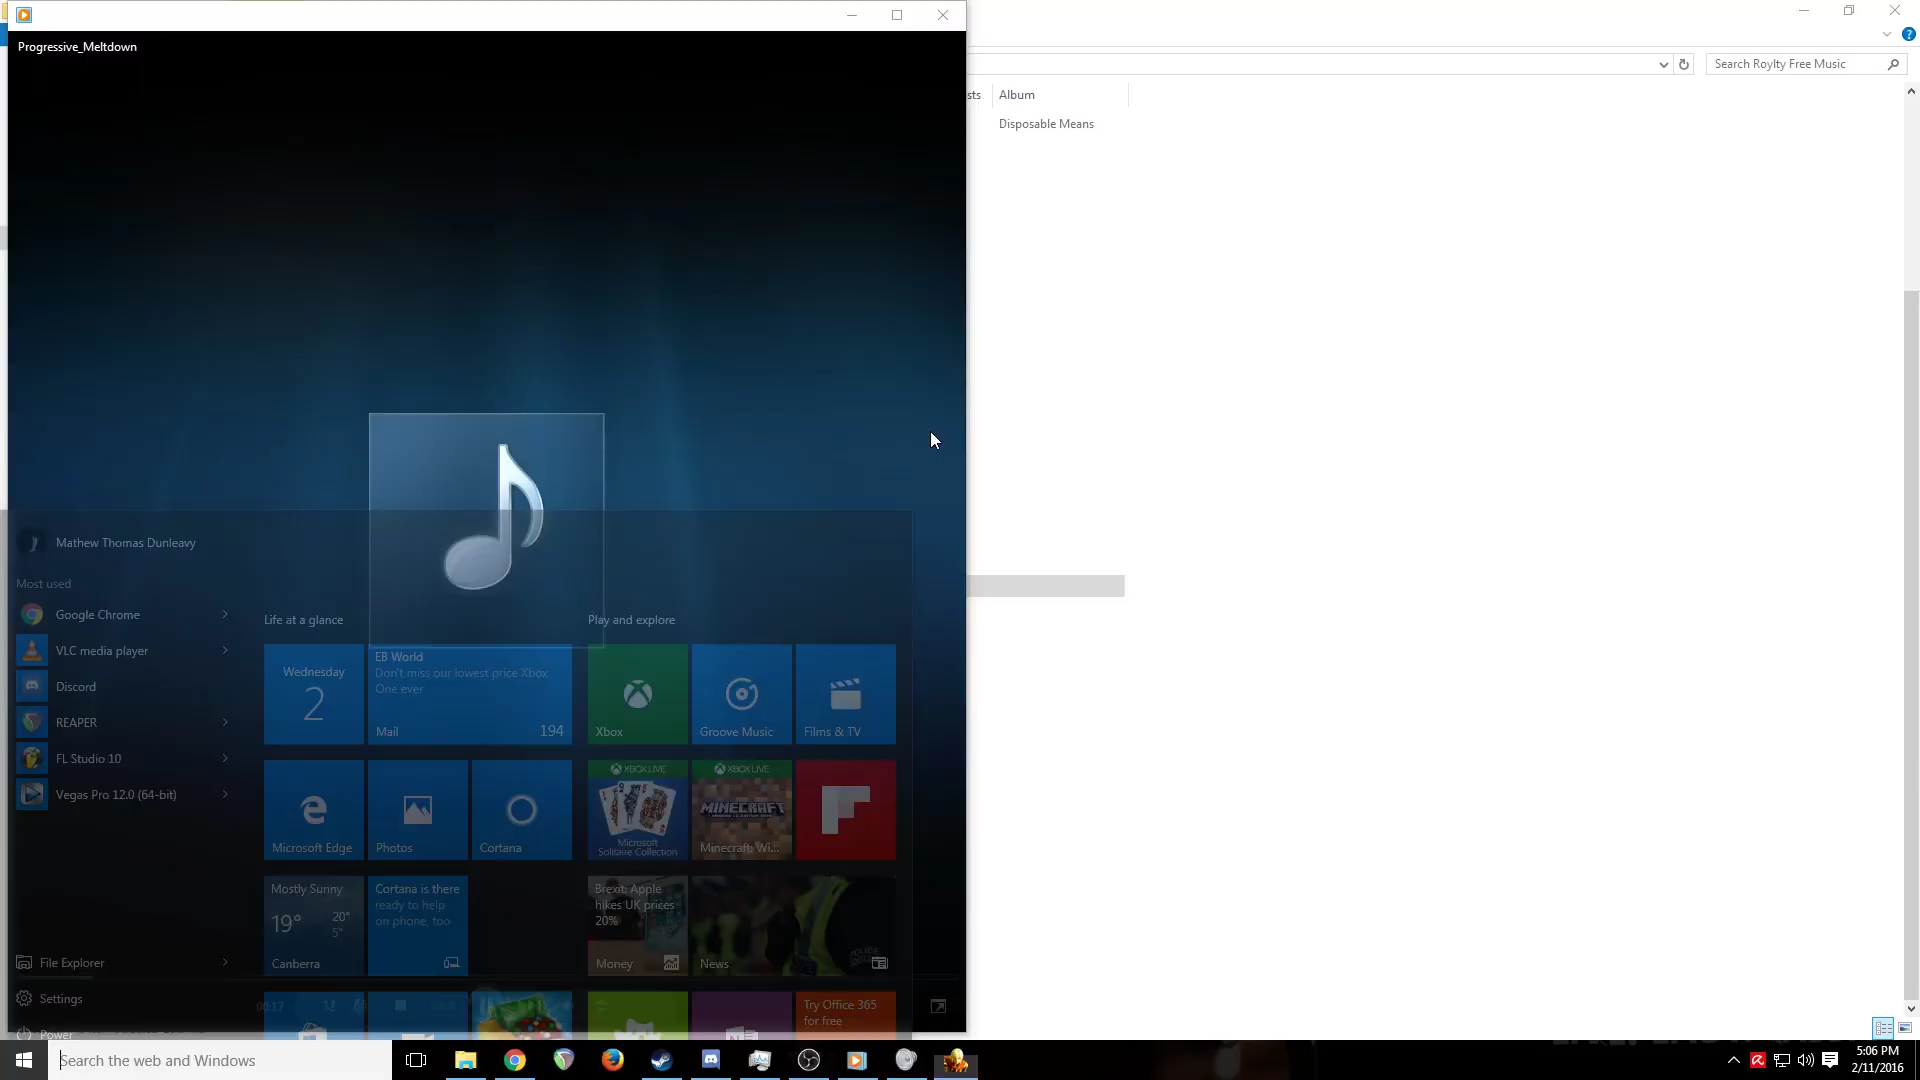 Progressive_Meltdown
Search Roylty Free Music
sts
Album
Disposable Means
Mathew Thomas Dunleavy
Most used
Google Chrome
VLC media player
Discord
REAPER
FL Studio 10
Vegas Pro 12.0 (64-bit)
File Explorer
Settings
Power
Life at a glance
Wednesday
2
EB World
Don't miss our lowest price Xbox
One ever
Mail
194
Microsoft Edge
Photos
Cortana
Mostly Sunny
19°
20°
5°
Canberra
Cortana is there
ready to help
on phone, too
00:17
Play and explore
Xbox
Groove Music
Films & TV
XBOX LIVE
Microsoft
Solitaire Collection
XBOX LIVE
MINECRAFT
Minecraft: Wi...
Brexit: Apple
hikes UK prices
20%
Money
News
Try Office 365
for free
Search the web and Windows
5:06 PM
2/11/2016